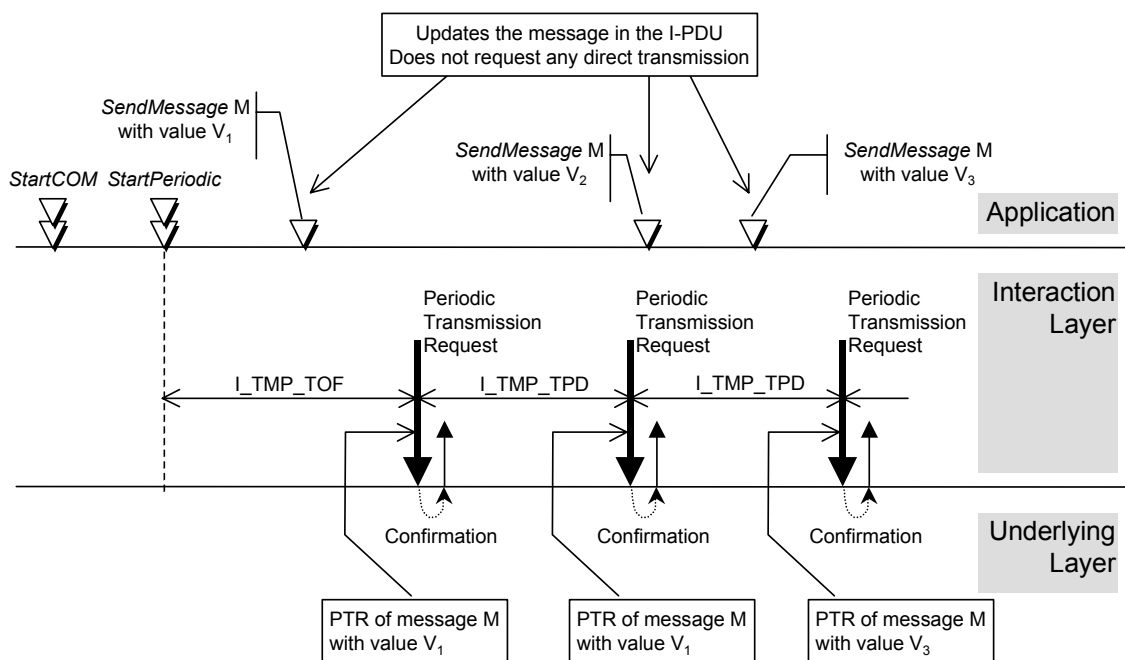 Updates the message in the I-PDU
Does not request any direct transmission
SendMessage M
with value V1
SendMessage M
with value V2
SendMessage M
with value V3
StartCOM
StartPeriodic
Application
Interaction
Layer
Periodic
Transmission
Request
Periodic
Transmission
Request
Periodic
Transmission
Request
I_TMP_TOF
I_TMP_TPD
I_TMP_TPD
Confirmation
Confirmation
Confirmation
Underlying
Layer
PTR of message M
with value V1
PTR of message M
with value V1
PTR of message M
with value V3